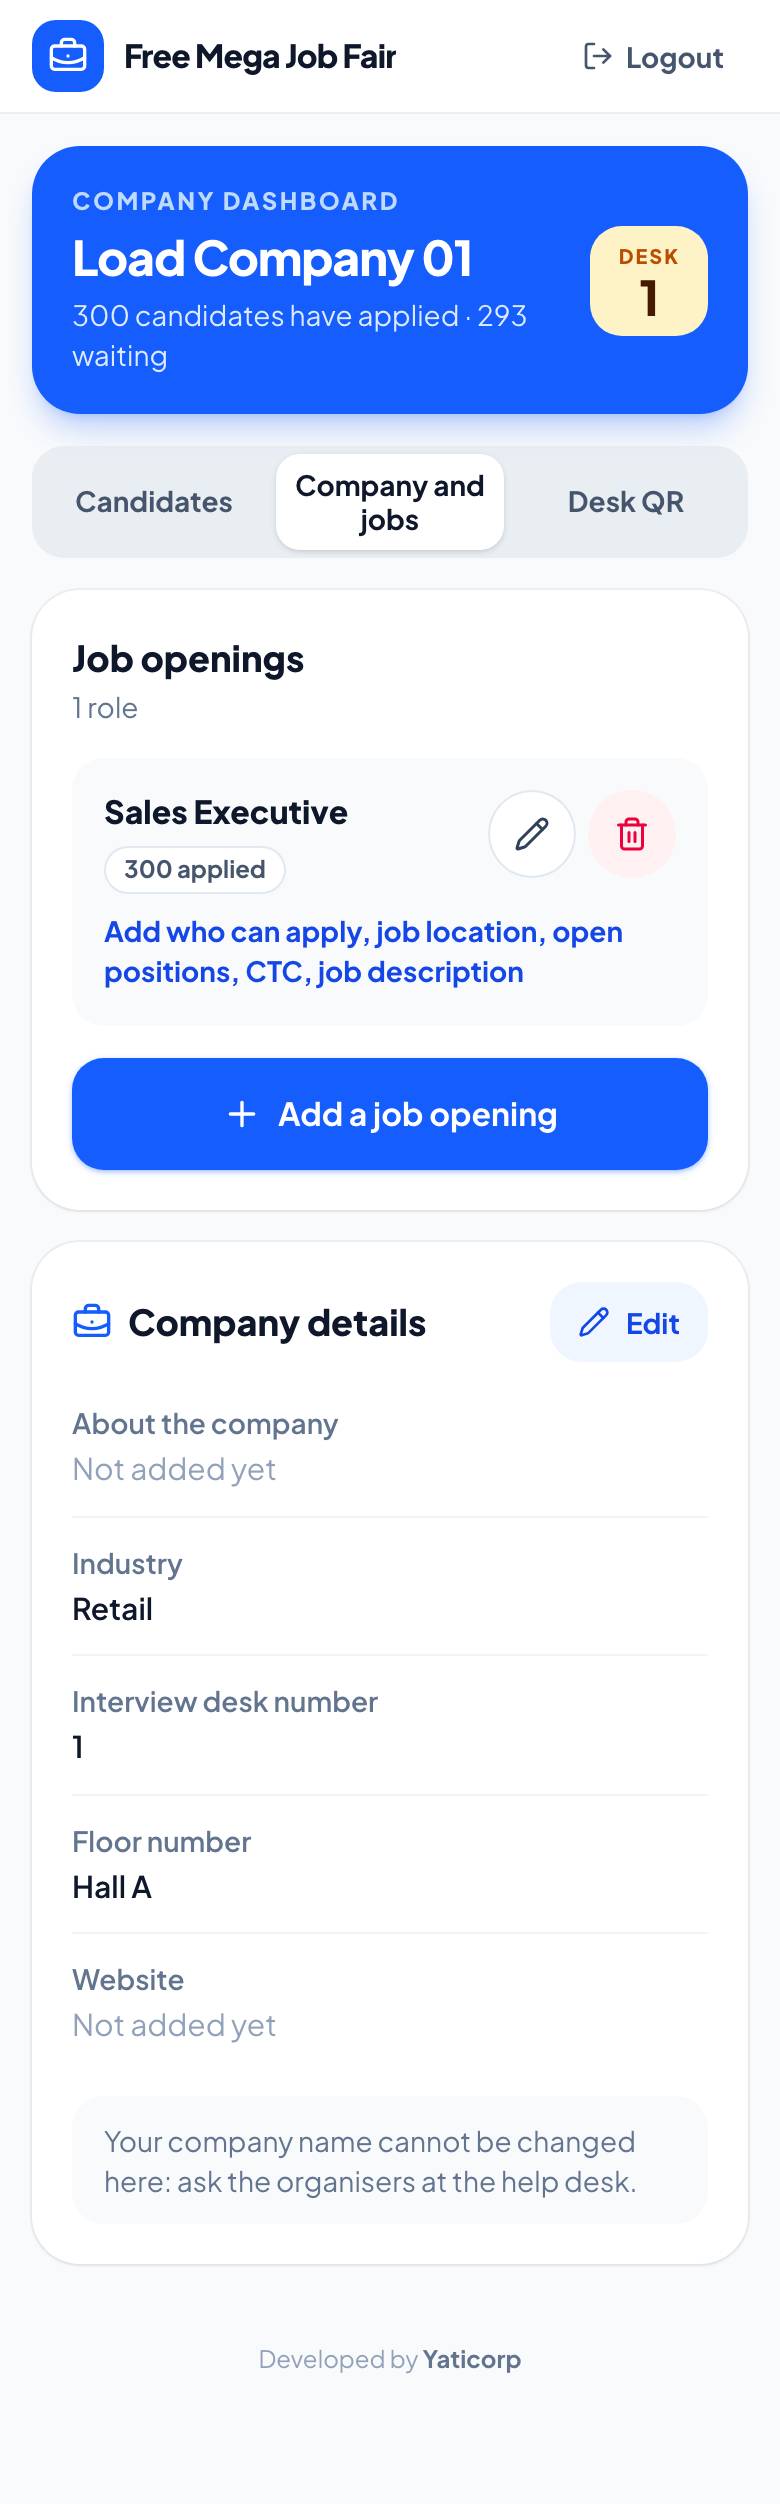 Free Mega Job Fair
Logout
COMPANY DASHBOARD
Load Company 01
300 candidates have applied · 293
waiting
DESK
1
Candidates
Company and
jobs
Desk QR
Job openings
1 role
Sales Executive
300 applied
Add who can apply, job location, open
positions, CTC, job description
Add a job opening
Company details
Edit
About the company
Not added yet
Industry
Retail
Interview desk number
1
Floor number
Hall A
Website
Not added yet
Your company name cannot be changed
here: ask the organisers at the help desk.
Developed by Yaticorp